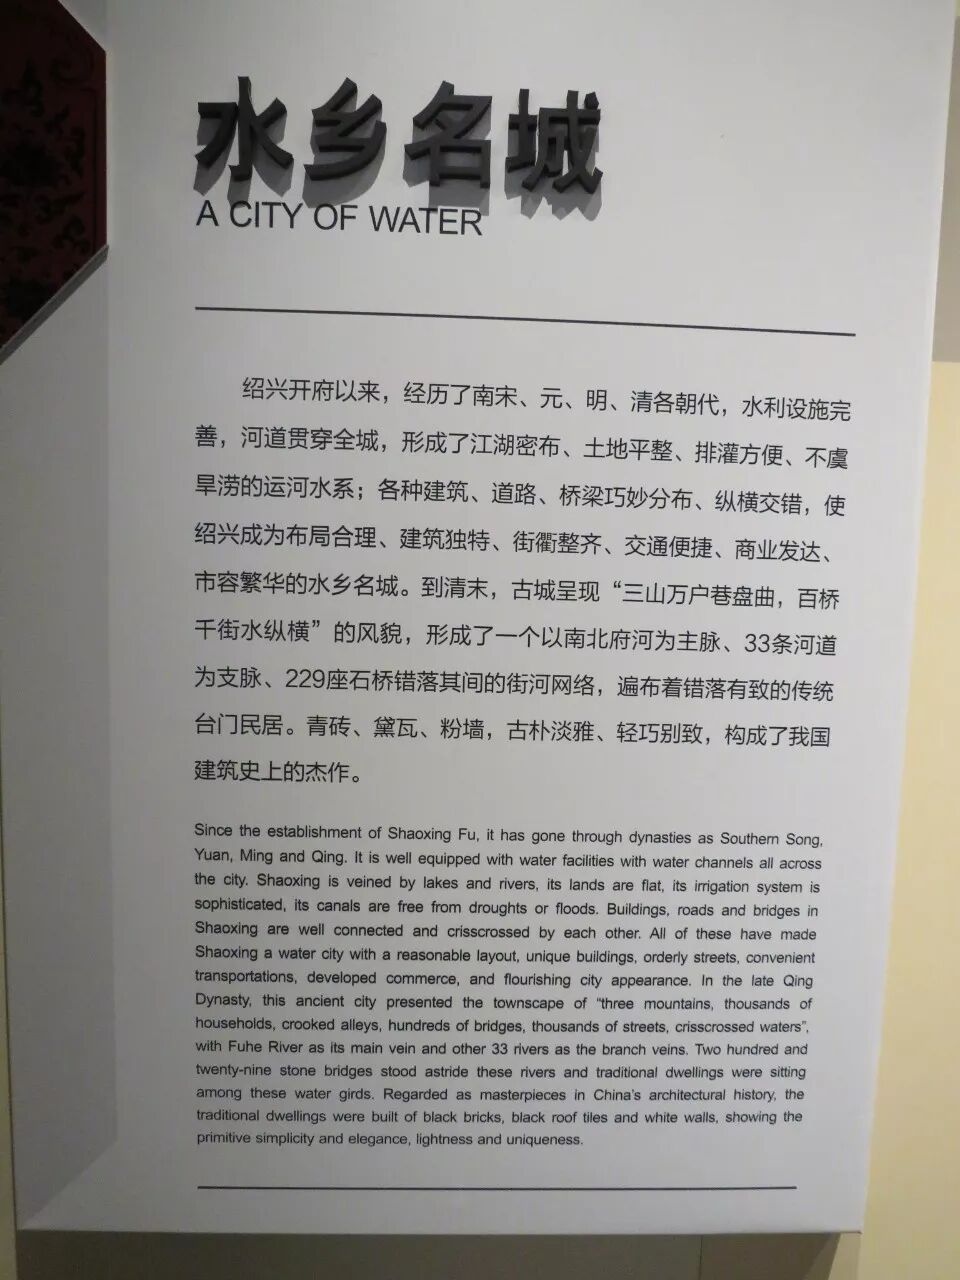 水乡名城
A CITY OF WATER
绍兴开府以来，经历了南宋、元、明、清各朝代，水利设施完
善，河道贯穿全城，形成了江湖密布、土地平整、排灌方便、不虞
旱涝的运河水系；各种建筑、道路、桥梁巧妙分布、纵横交错，使
绍兴成为布局合理、建筑独特、街衢整齐、交通便捷、商业发达、
市容繁华的水乡名城。到清末，古城呈现“三山万户巷盘曲，百桥
千街水纵横”的风貌，形成了一个以南北府河为主脉、33条河道
为支脉、229座石桥错落其间的街河网络，遍布着错落有致的传统
台门民居。青砖、黛瓦、粉墙，古朴淡雅、轻巧别致，构成了我国
建筑史上的杰作。
Since the establishment of Shaoxing Fu, it has gone through dynasties as Southern Song,
Yuan, Ming and Qing. It is well equipped with water facilities with water channels all across
the city. Shaoxing is veined by lakes and rivers, its lands are flat, its irrigation system is
sophisticated, its canals are free from droughts or floods. Buildings, roads and bridges in
Shaoxing are well connected and crisscrossed by each other. All of these have made
Shaoxing a water city with a reasonable layout, unique buildings, orderly streets, convenient
transportations, developed commerce, and flourishing city appearance. In the late Qing
Dynasty, this ancient city presented the townscape of “three mountains, thousands of
households, crooked alleys, hundreds of bridges, thousands of streets, crisscrossed waters”,
with Fuhe River as its main vein and other 33 rivers as the branch veins. Two hundred and
twenty-nine stone bridges stood astride these rivers and traditional dwellings were sitting
among these water girds. Regarded as masterpieces in China’s architectural history, the
traditional dwellings were built of black bricks, black roof tiles and white walls, showing the
primitive simplicity and elegance, lightness and uniqueness.